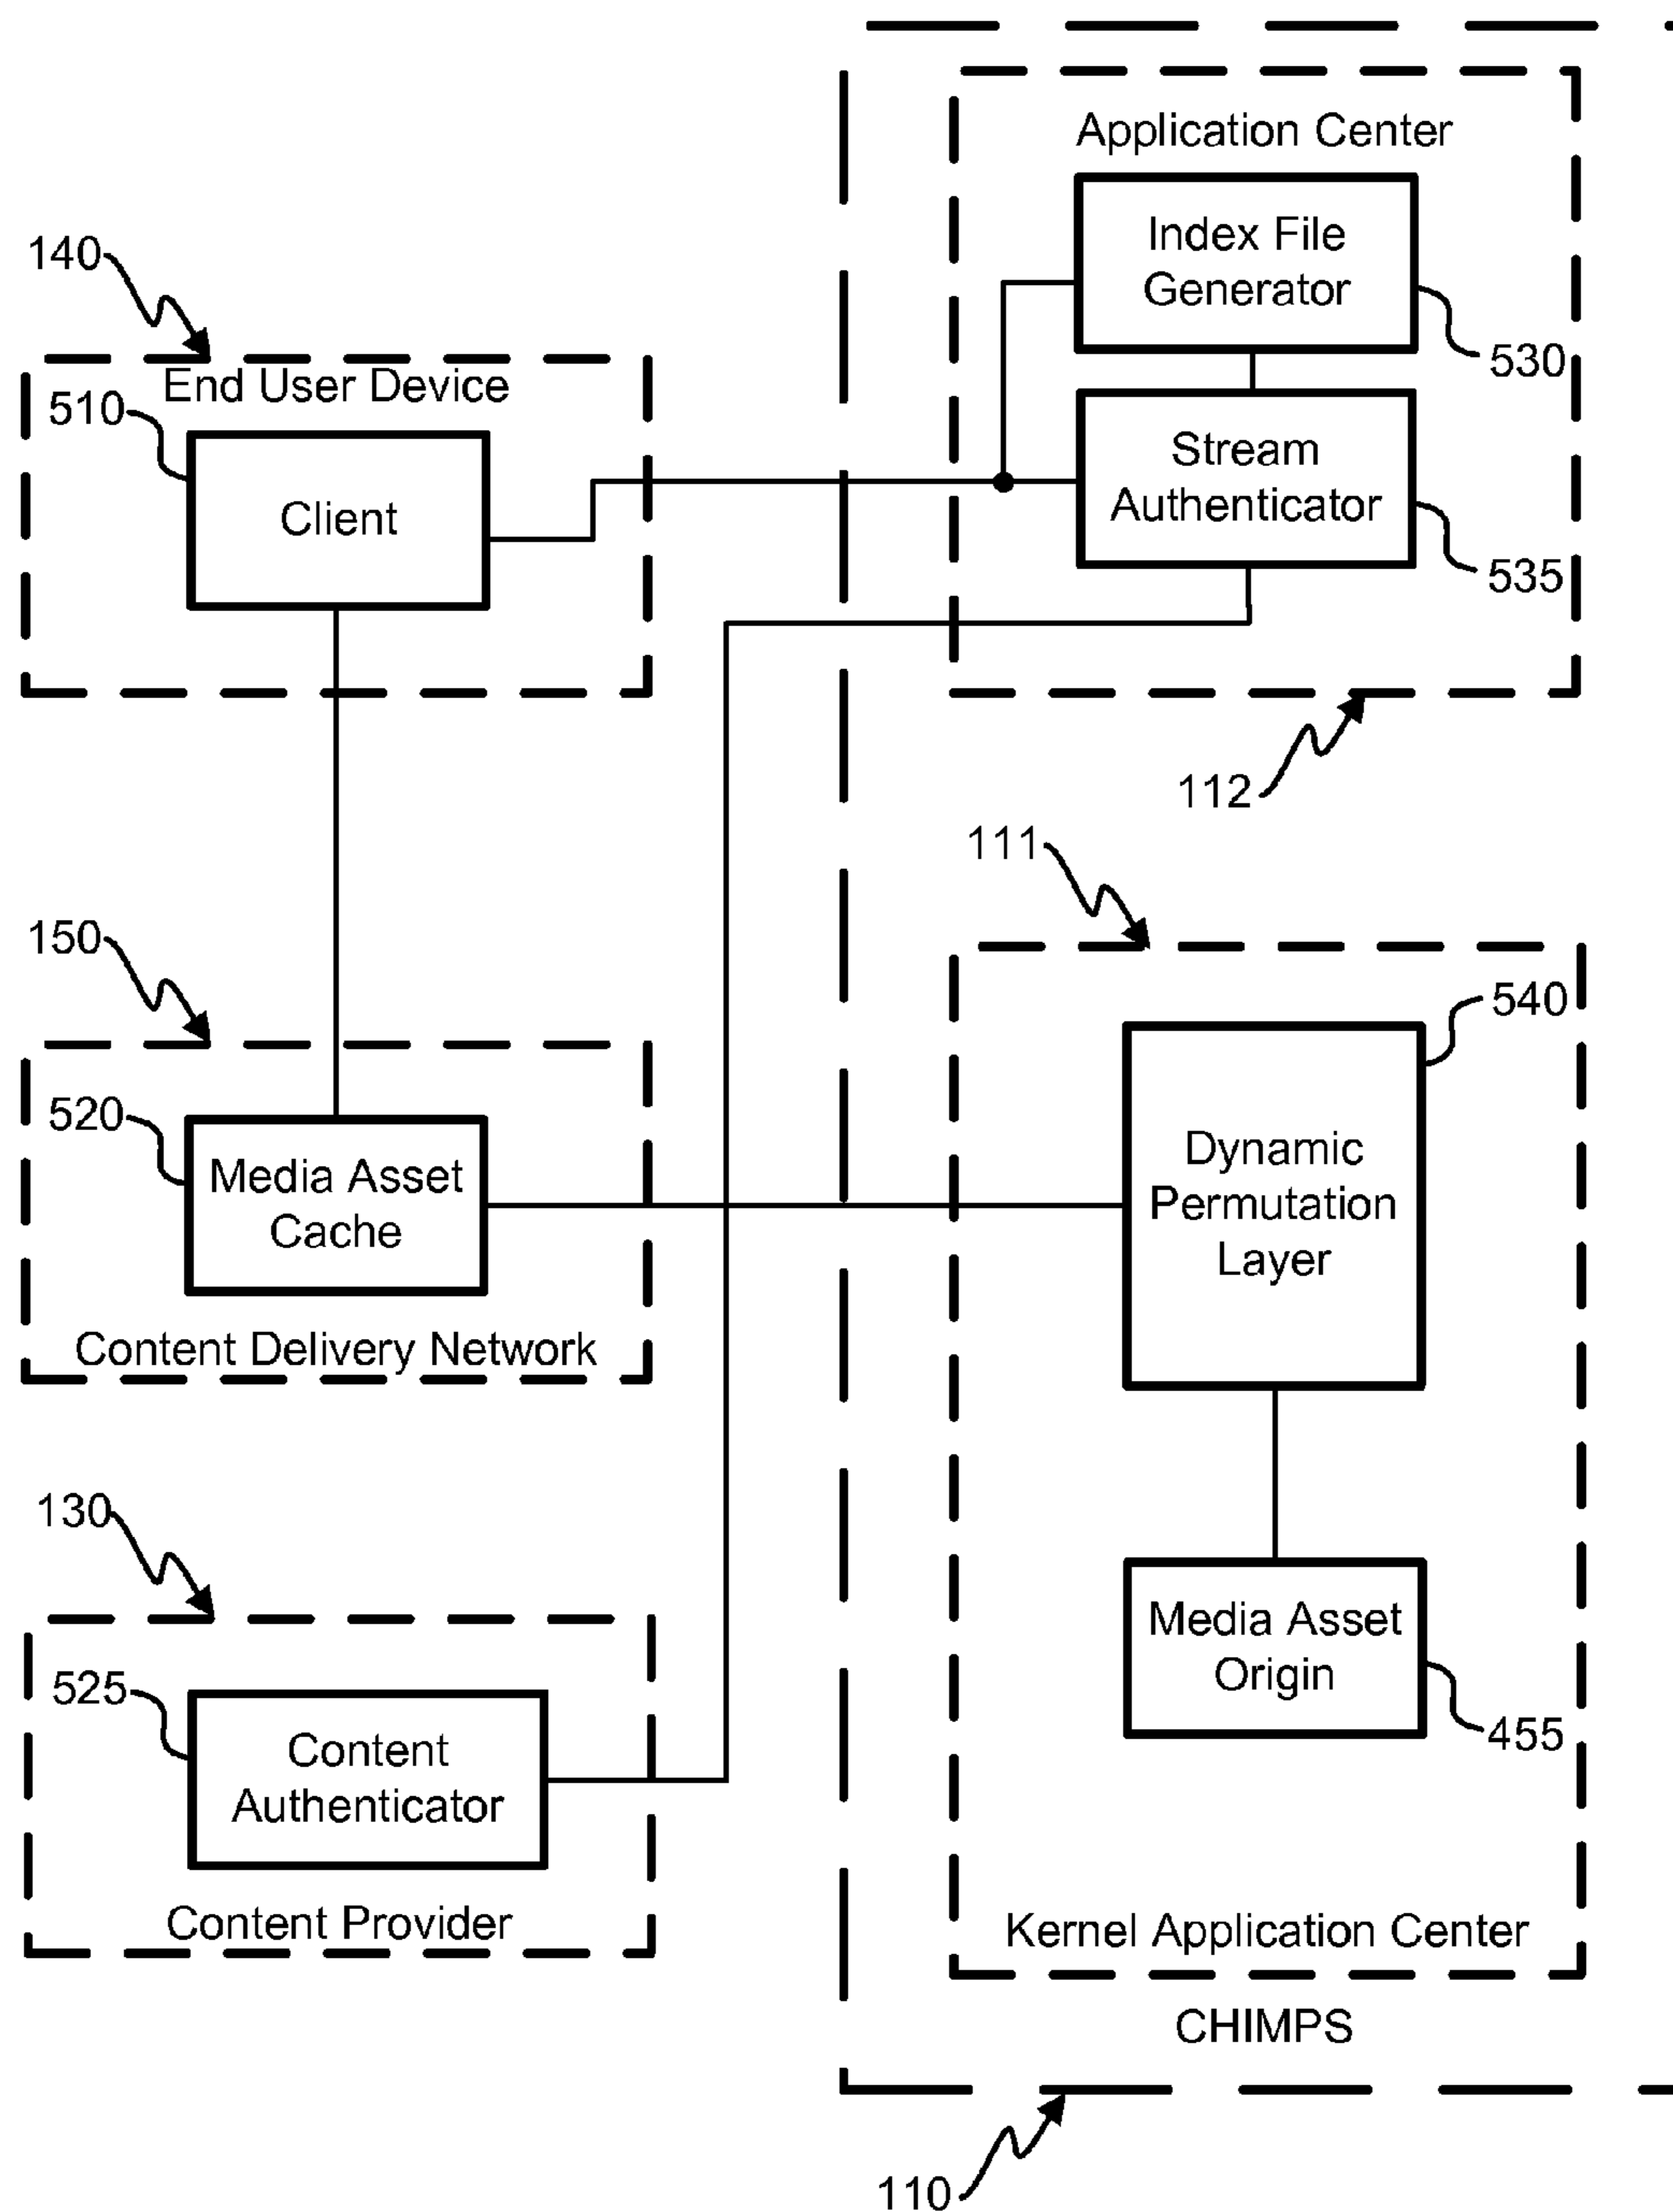 Application Center
Index File
Generator
530
Stream
Authenticator
535
112
140
End User Device
510
Client
150
520
Media Asset
Cache
Content Delivery Network
130
525
Content
Authenticator
Content Provider
111
540
Dynamic
Permutation
Layer
Media Asset
Origin
455
Kernel Application Center
CHIMPS
110